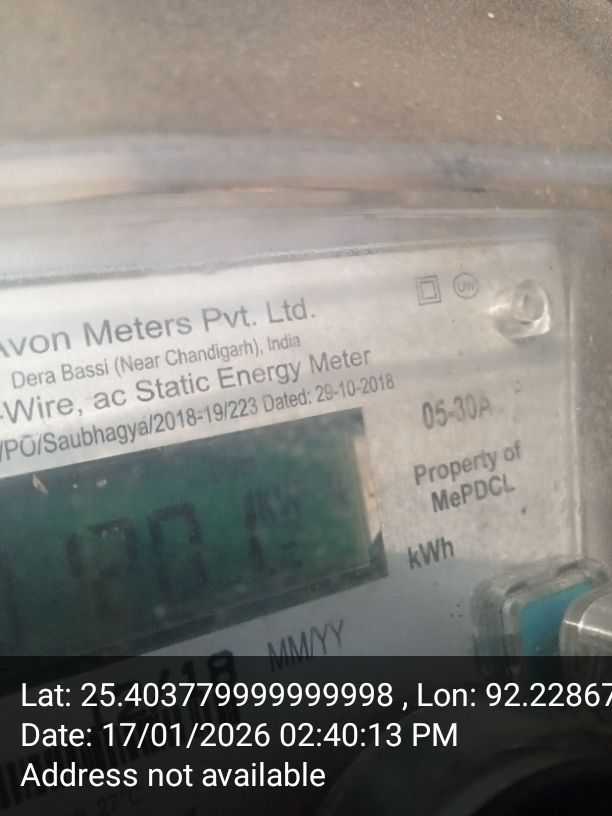 Avon Meters Pvt. Ltd.
Dera Bassi (Near Chandigarh), India
-Wire, ac Static Energy Meter
/PO/Saubhagya/2018-19/223 Dated: 29-10-2018
UW
05-30A
Property of
MePDCL
kWh
MM/YY
Lat: 25.403779999999998 , Lon: 92.22867
Date: 17/01/2026 02:40:13 PM
Address not available
27°C